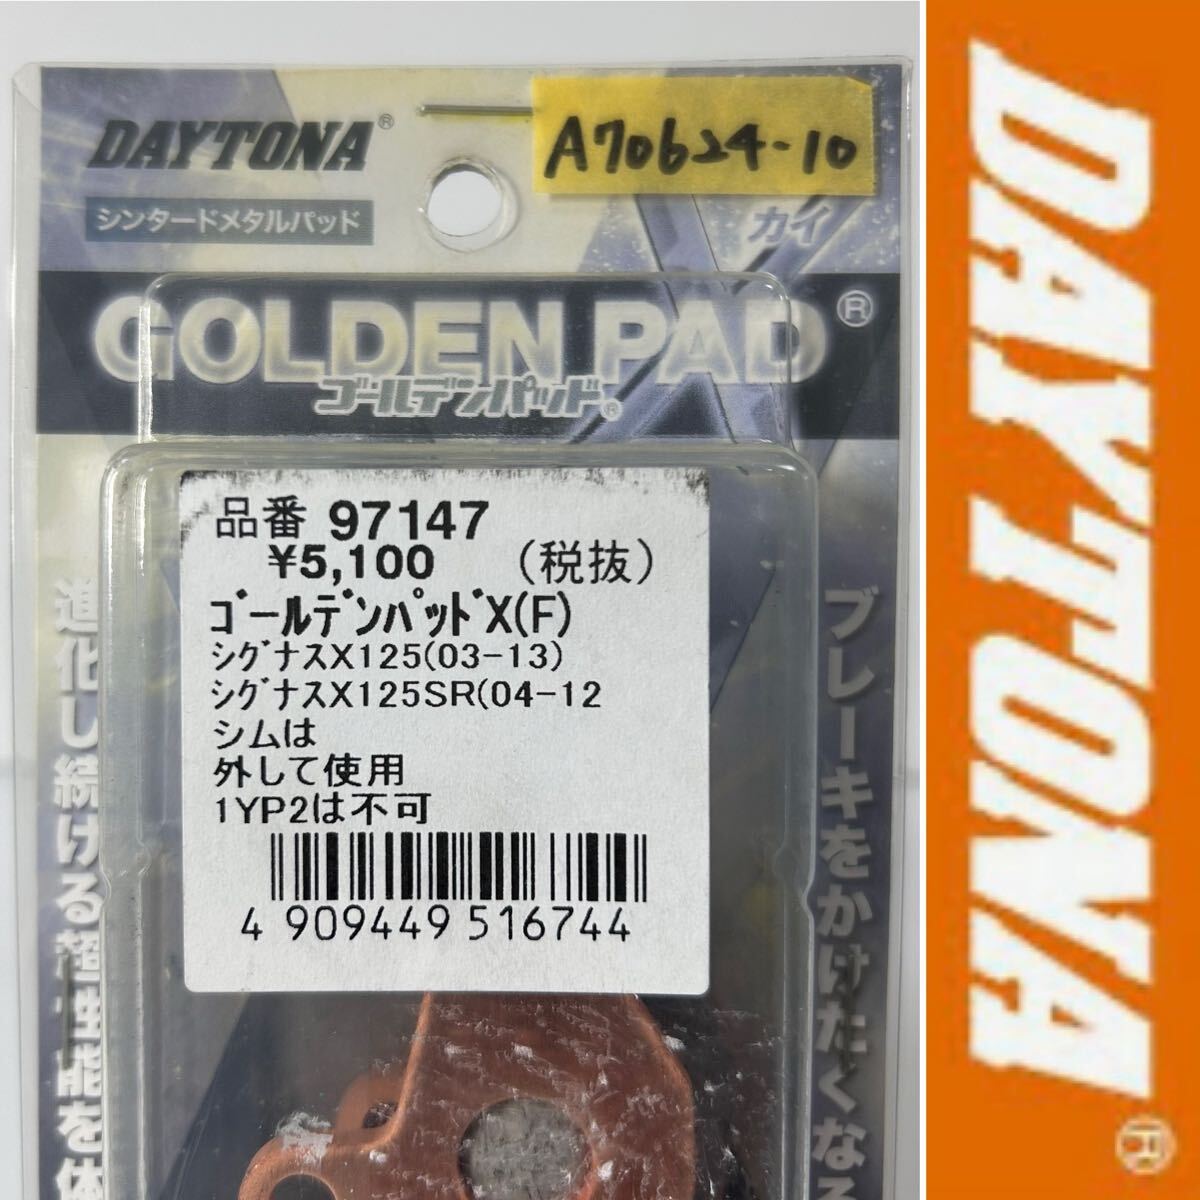 DAYTONA®
A70624-10
シンタードメタルパッド
カイ
GOLDEN PAD®
ゴールデンパッド®
品番 97147
¥5,100 (税抜)
ｺﾞｰﾙﾃﾞﾝﾊﾟｯﾄﾞX(F)
ｼｸﾞﾅｽX125(03-13)
ｼｸﾞﾅｽX125SR(04-12
シムは
外して使用
1YP2は不可
4 909449 516744
進化し続ける超性能を体
ブレーキをかけたくなる
DAYTONA®